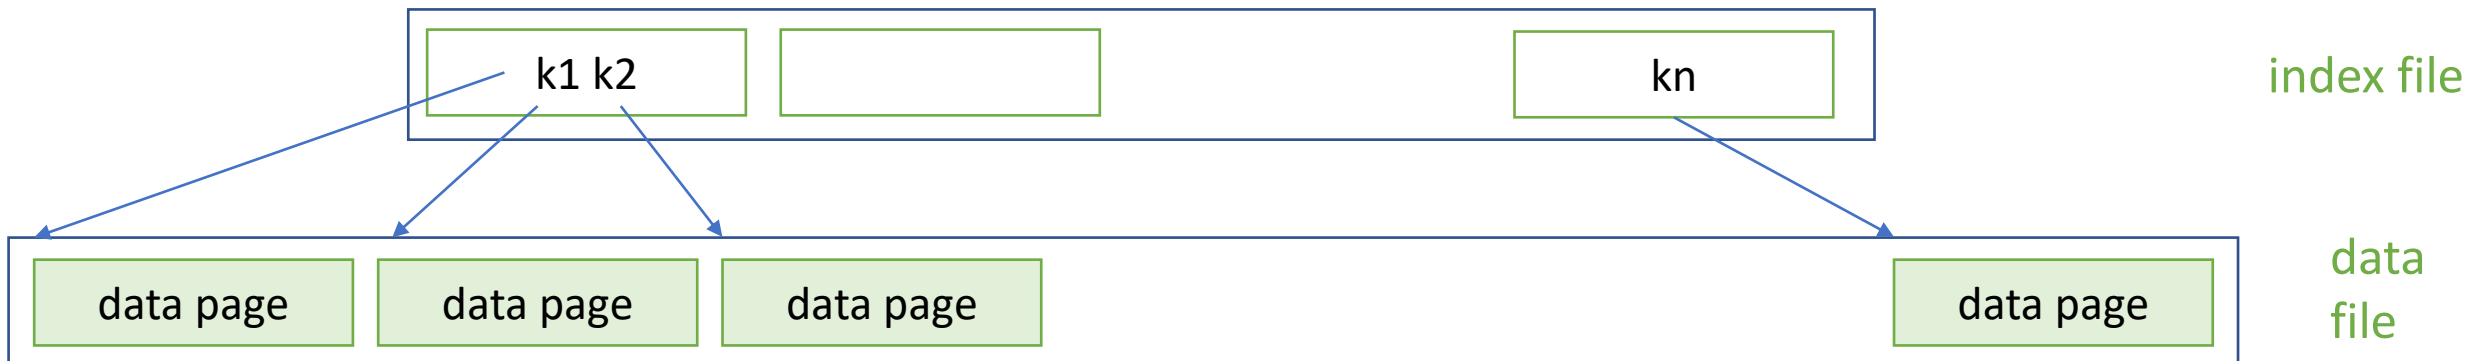 k1 k2
kn
index file
data page
data page
data page
data page
data
file